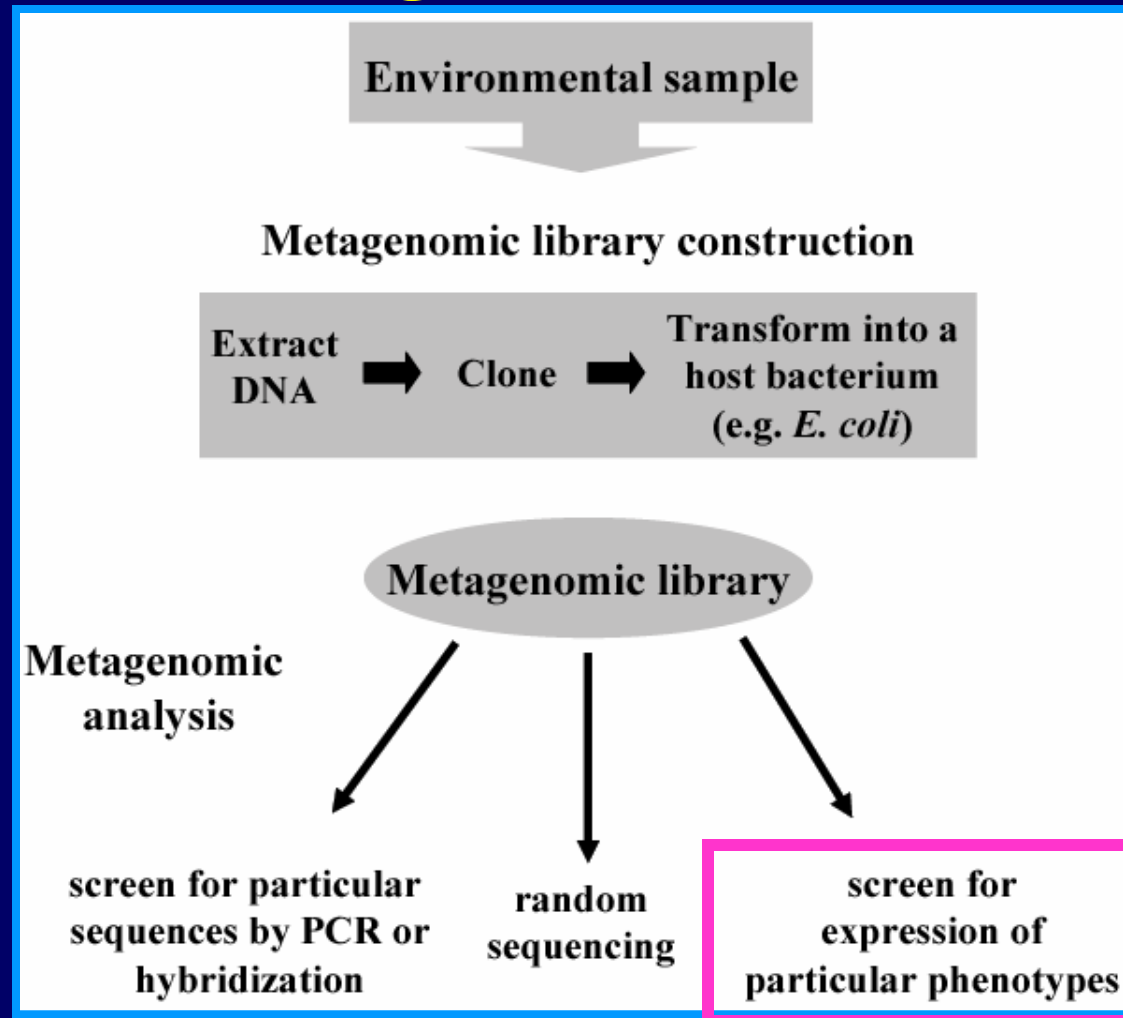 Environmental sample
Metagenomic library construction
Extract
DNA
Clone
Transform into a
host bacterium
(e.g. E. coli)
Metagenomic library
Metagenomic
analysis
screen for particular
sequences by PCR or
hybridization
random
sequencing
screen for
expression of
particular phenotypes